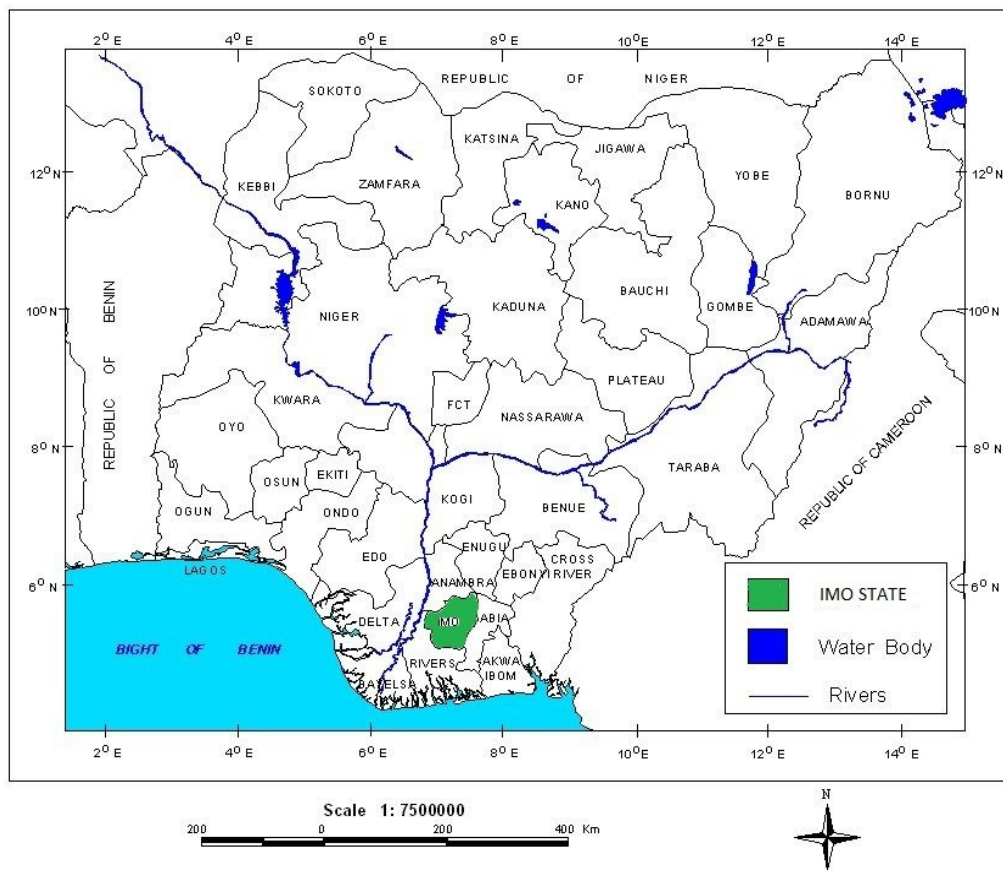 2° E 4° E 6° E 8° E 10° E 12° E 14° E
REPUBLIC OF NIGER
SOKOTO
KATSINA
JIGAWA
12° N
KEBBI
ZAMFARA
KANO
YOBE
BORNU
12° N
REPUBLIC OF BENIN
10° N
NIGER
KADUNA
BAUCHI
GOMBE
ADAMAWA
10° N
PLATEAU
FCT
NASSARAWA
KWARA
OYO
8° N
8° N
TARABA
REPUBLIC OF CAMEROON
EKITI
OSUN
KOGI
BENUE
OGUN
ONDO
EDO
ENUGU
CROSS
RIVER
EBONYI
LAGOS
6° N
ANAMBRA
6° N
DELTA
IMO
ABIA
BIGHT OF BENIN
RIVERS
AKWA
IBOM
BAYELSA
IMO STATE
Water Body
Rivers
2° E 4° E 6° E 8° E 10° E 12° E 14° E
Scale 1: 7500000
200 0 200 400 Km
N